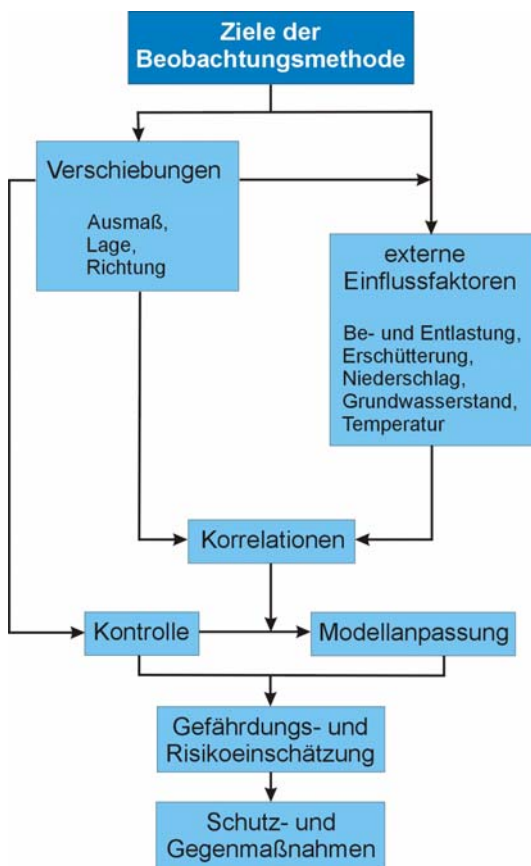 Ziele der
Beobachtungsmethode
Verschiebungen
Ausmaß,
Lage,
Richtung
externe
Einflussfaktoren
Be- und Entlastung,
Erschütterung,
Niederschlag,
Grundwasserstand,
Temperatur
Korrelationen
Kontrolle
Modellanpassung
Gefährdungs- und
Risikoeinschätzung
Schutz- und
Gegenmaßnahmen